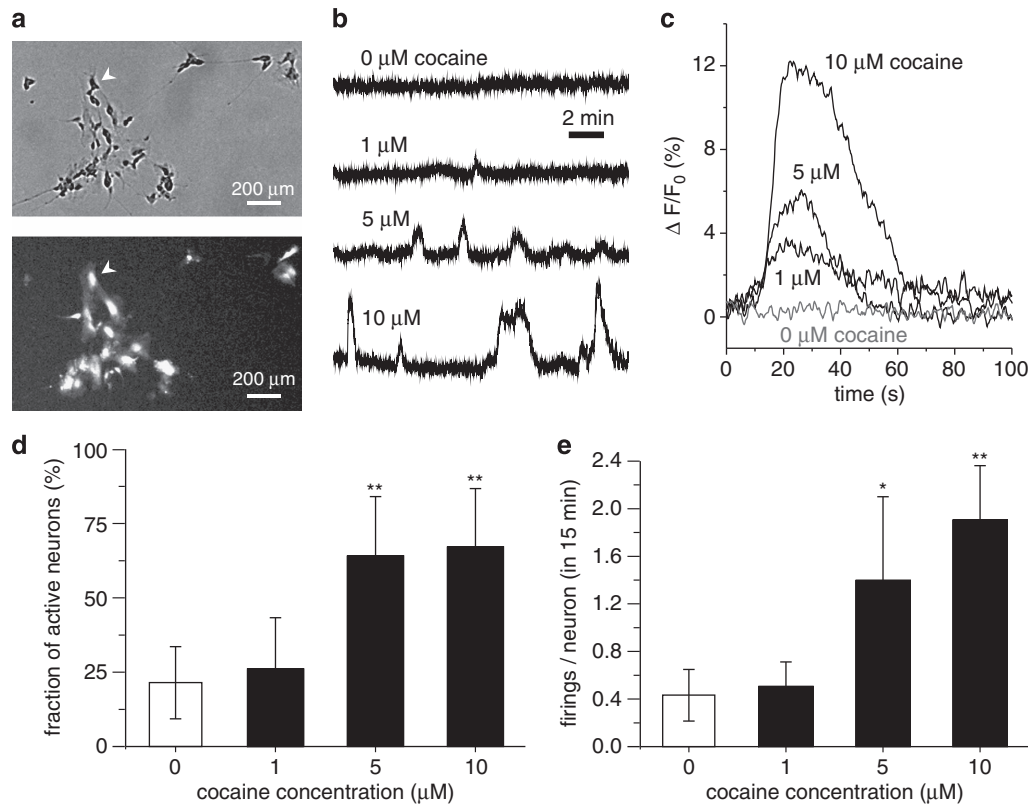 a
200 μm
200 μm
b
0 μM cocaine
2 min
1 μM
5 μM
10 μM
c
12
8
4
0
Δ F/F0 (%)
10 μM cocaine
5 μM
1 μM
0 μM cocaine
0 20 40 60 80 100
time (s)
d
100
75
50
25
0
fraction of active neurons (%)
** **
0 1 5 10
cocaine concentration (μM)
e
2.4
2.0
1.6
1.2
0.8
0.4
0.0
firings / neuron (in 15 min)
* **
0 1 5 10
cocaine concentration (μM)